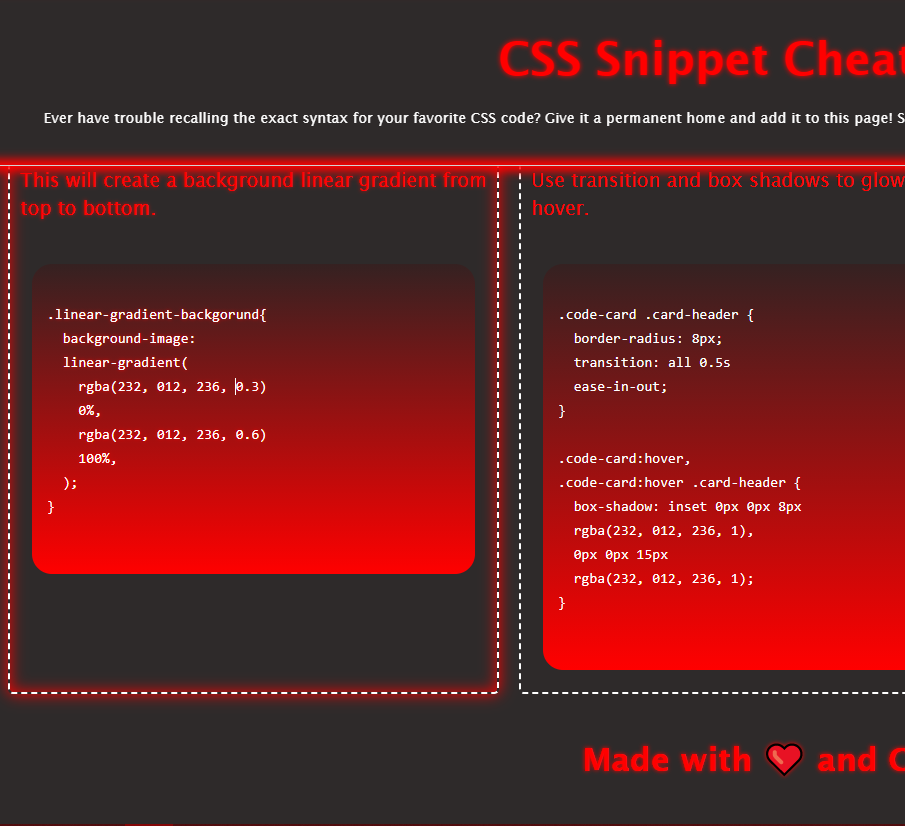 CSS Snippet Cheat
Ever have trouble recalling the exact syntax for your favorite CSS code? Give it a permanent home and add it to this page! S
This will create a background linear gradient from
top to bottom.
.linear-gradient-backgorund{
  background-image:
  linear-gradient(
    rgba(232, 012, 236, 0.3)
    0%,
    rgba(232, 012, 236, 0.6)
    100%,
  );
}
Use transition and box shadows to glow
hover.
.code-card .card-header {
  border-radius: 8px;
  transition: all 0.5s
  ease-in-out;
}
.code-card:hover,
.code-card:hover .card-header {
  box-shadow: inset 0px 0px 8px
  rgba(232, 012, 236, 1),
  0px 0px 15px
  rgba(232, 012, 236, 1);
}
Made with ❤️ and C